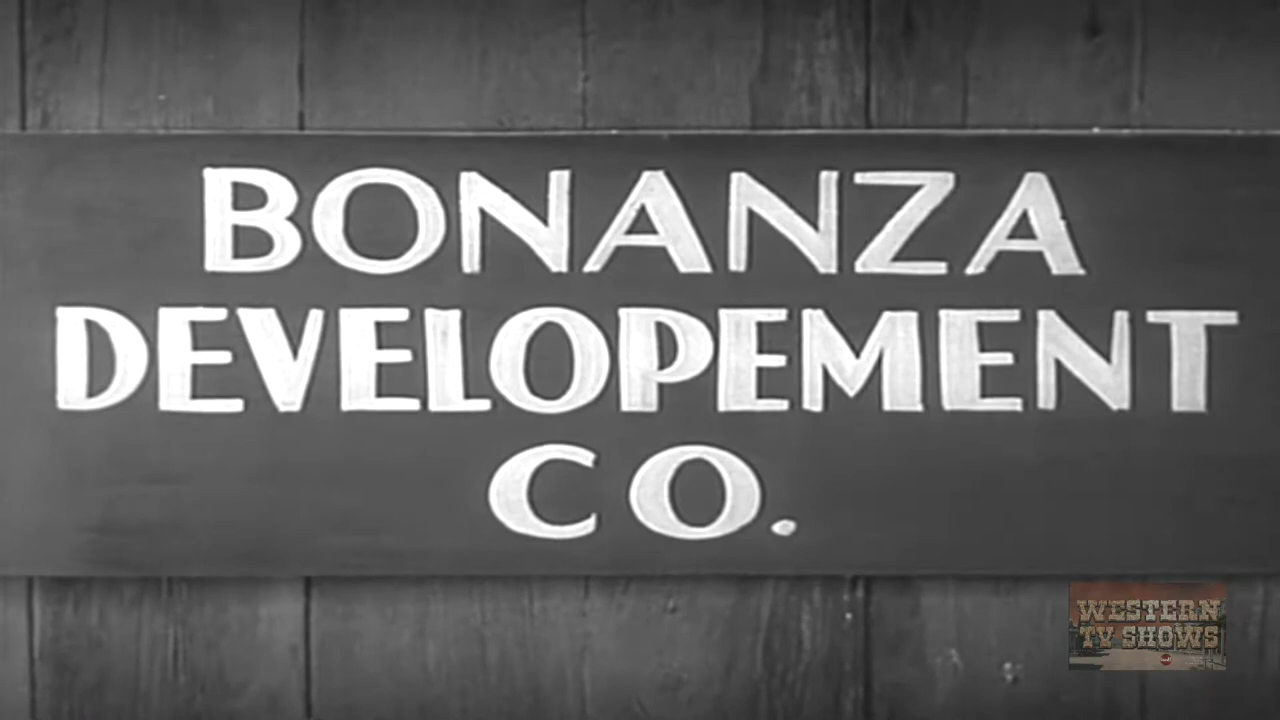 BONANZA
DEVELOPEMENT
CO.
WESTERN
TV SHOWS